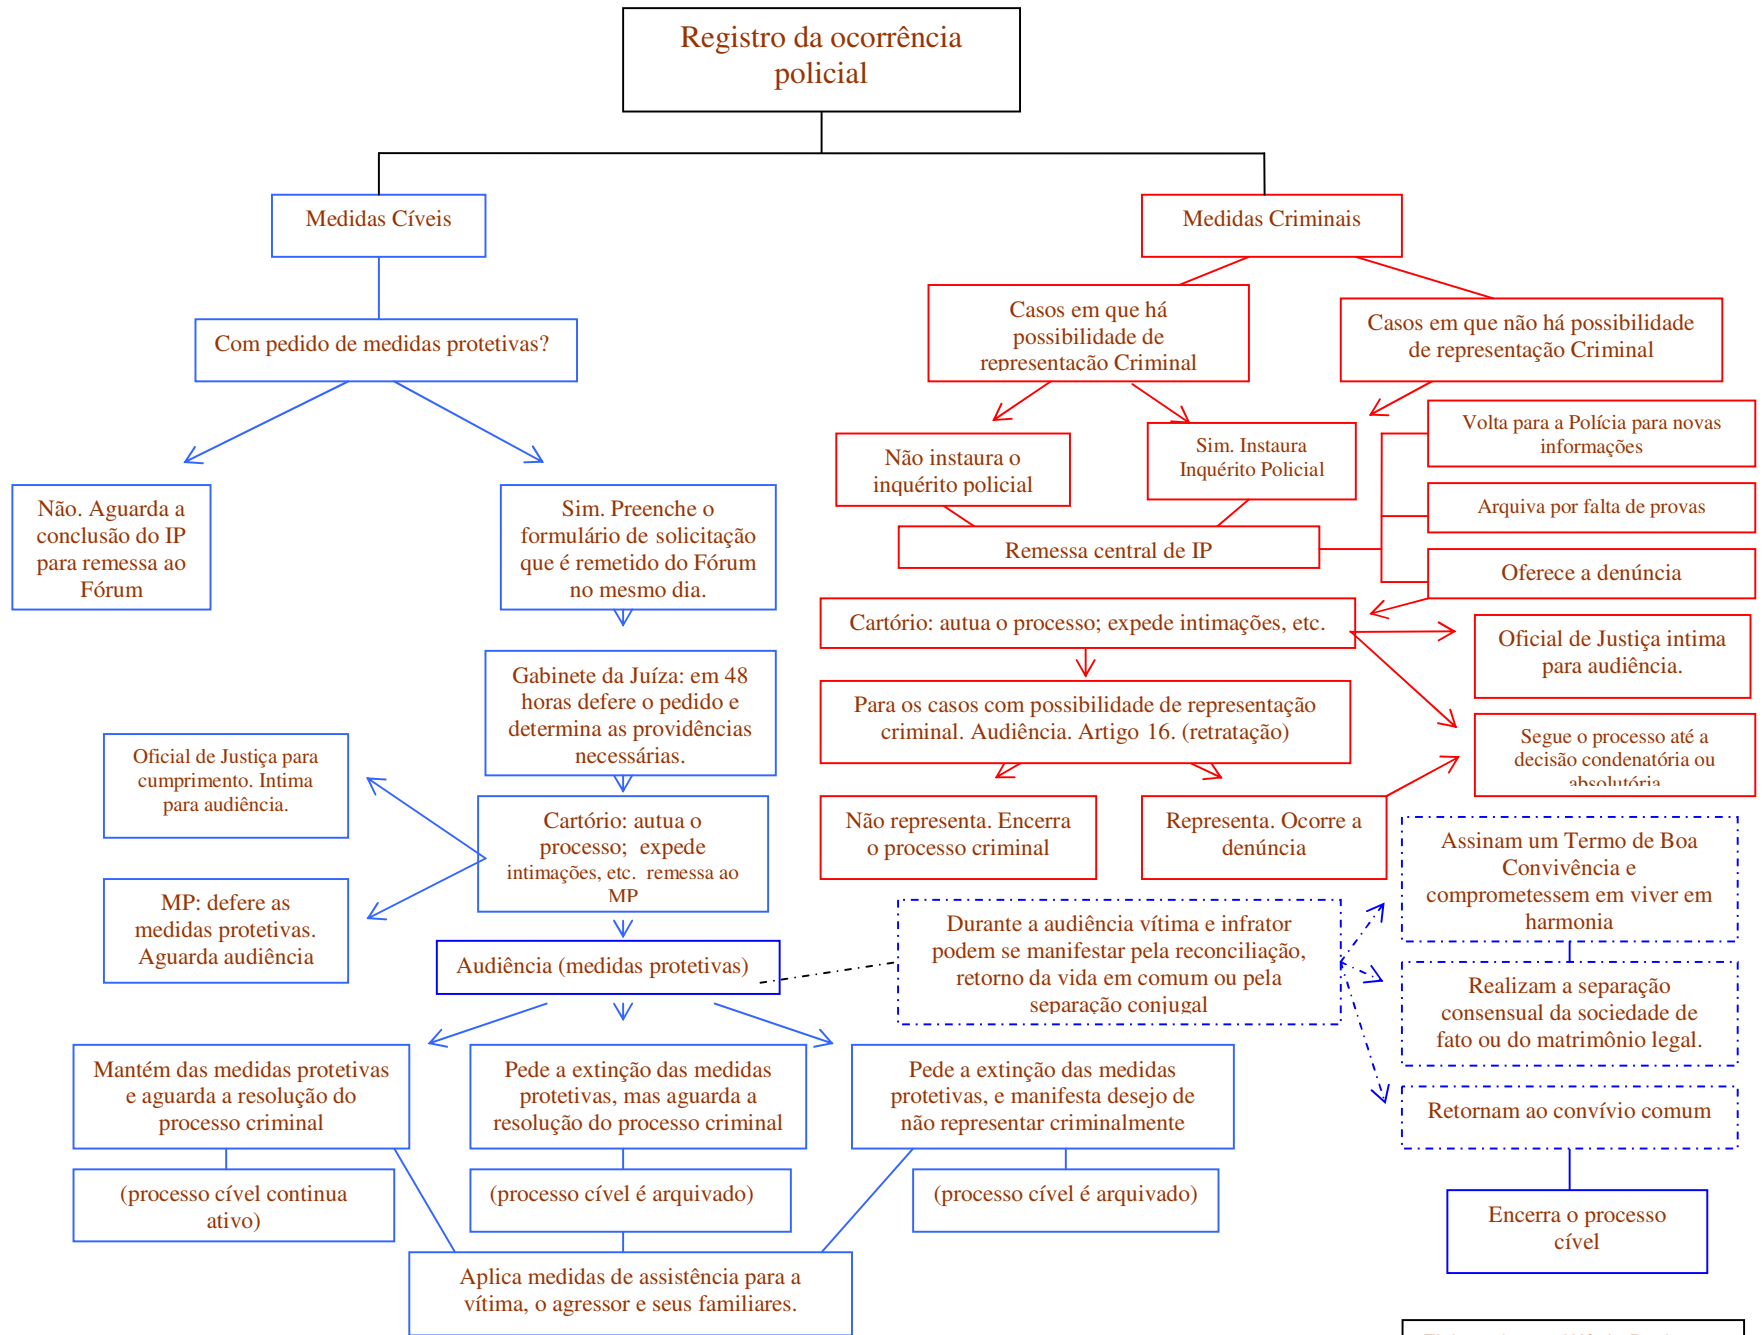 Registro da ocorrência
policial
Medidas Cíveis
Medidas Criminais
Com pedido de medidas protetivas?
Casos em que há
possibilidade de
representação Criminal
Casos em que não há possibilidade
de representação Criminal
Não. Aguarda a
conclusão do IP
para remessa ao
Fórum
Sim. Preenche o
formulário de solicitação
que é remetido do Fórum
no mesmo dia.
Não instaura o
inquérito policial
Sim. Instaura
Inquérito Policial
Volta para a Polícia para novas
informações
Arquiva por falta de provas
Remessa central de IP
Oferece a denúncia
Cartório: autua o processo; expede intimações, etc.
Oficial de Justiça intima
para audiência.
Gabinete da Juíza: em 48
horas defere o pedido e
determina as providências
necessárias.
Para os casos com possibilidade de representação
criminal. Audiência. Artigo 16. (retratação)
Segue o processo até a
decisão condenatória ou
absolutória
Oficial de Justiça para
cumprimento. Intima
para audiência.
Cartório: autua o
processo; expede
intimações, etc. remessa ao
MP
Não representa. Encerra
o processo criminal
Representa. Ocorre a
denúncia
MP: defere as
medidas protetivas.
Aguarda audiência
Assinam um Termo de Boa
Convivência e
comprometessem em viver em
harmonia
Durante a audiência vítima e infrator
podem se manifestar pela reconciliação,
retorno da vida em comum ou pela
separação conjugal
Audiência (medidas protetivas)
Realizam a separação
consensual da sociedade de
fato ou do matrimônio legal.
Mantém das medidas protetivas
e aguarda a resolução do
processo criminal
Pede a extinção das medidas
protetivas, mas aguarda a
resolução do processo criminal
Pede a extinção das medidas
protetivas, e manifesta desejo de
não representar criminalmente
Retornam ao convívio comum
(processo cível continua
ativo)
(processo cível é arquivado)
(processo cível é arquivado)
Encerra o processo
cível
Aplica medidas de assistência para a
vítima, o agressor e seus familiares.